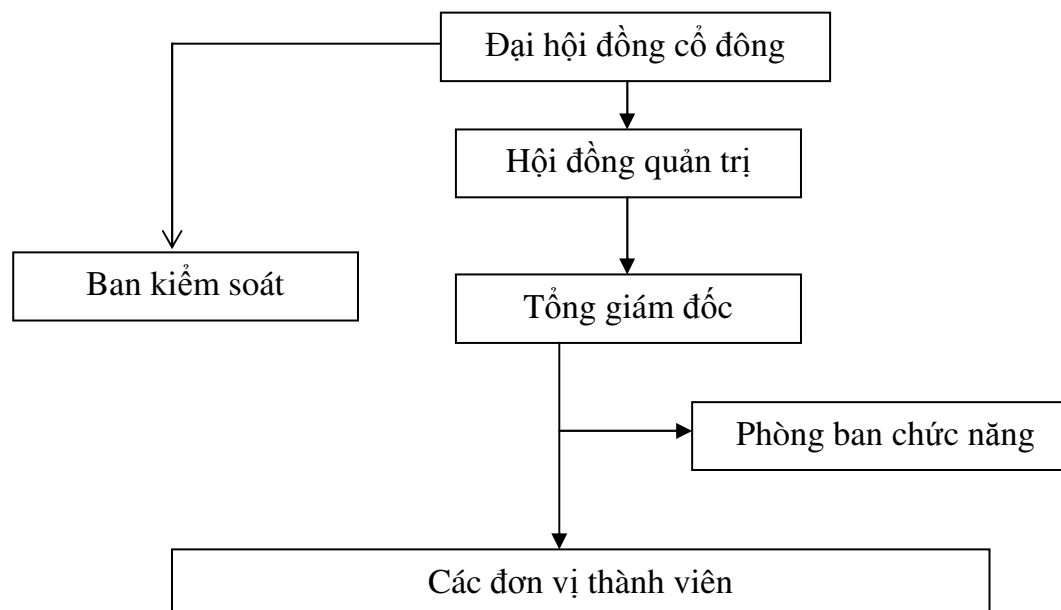 Đại hội đồng cổ đông
Hội đồng quản trị
Ban kiểm soát
Tổng giám đốc
Phòng ban chức năng
Các đơn vị thành viên